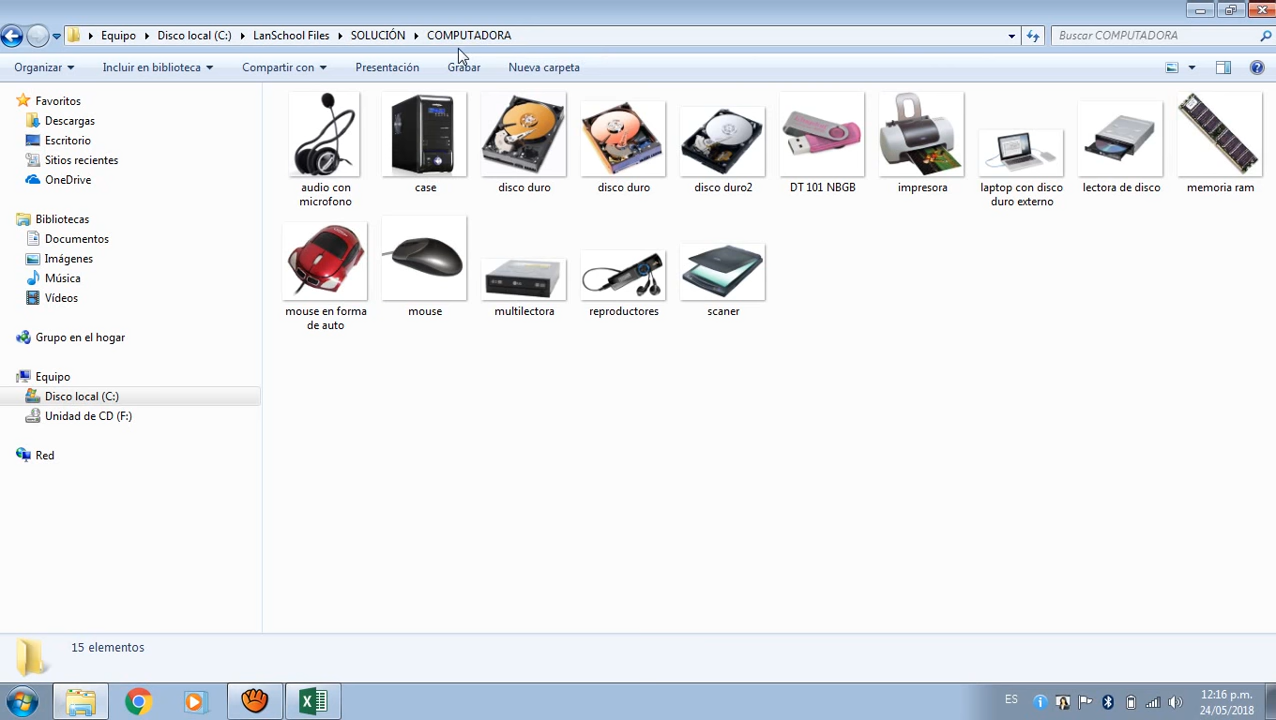 Equipo Disco local (C:) LanSchool Files SOLUCIÓN COMPUTADORA
Buscar COMPUTADORA
Organizar Incluir en biblioteca Compartir con Presentación Grabar Nueva carpeta
Favoritos
Descargas
Escritorio
Sitios recientes
OneDrive
Bibliotecas
Documentos
Imágenes
Música
Vídeos
Grupo en el hogar
Equipo
Disco local (C:)
Unidad de CD (F:)
Red
audio con
microfono
case
disco duro
disco duro
disco duro2
DT 101 NBGB
impresora
laptop con disco
duro externo
lectora de disco
memoria ram
mouse en forma
de auto
mouse
multilectora
reproductores
scaner
15 elementos
ES
12:16 p.m.
24/05/2018